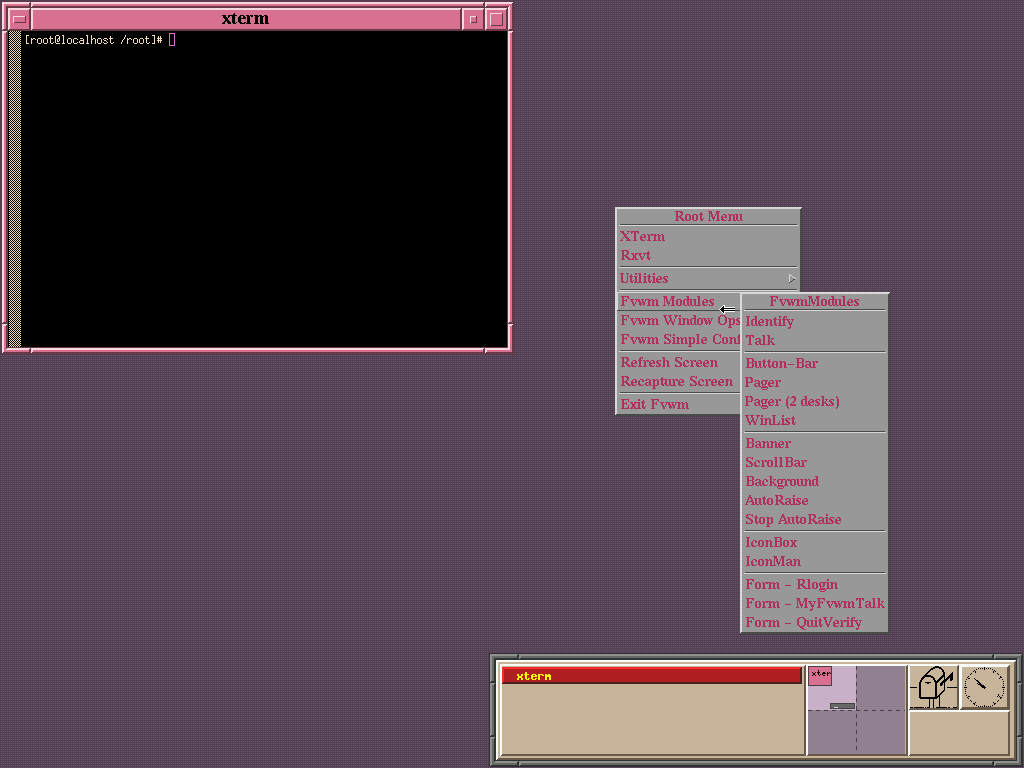 xterm
[root@localhost /root]#
Root Menu
XTerm
Rxvt
Utilities
Fvwm Modules
Fvwm Window Ops
Fvwm Simple Conf
Refresh Screen
Recapture Screen
Exit Fvwm
FvwmModules
Identify
Talk
Button-Bar
Pager
Pager (2 desks)
WinList
Banner
ScrollBar
Background
AutoRaise
Stop AutoRaise
IconBox
IconMan
Form - Rlogin
Form - MyFvwmTalk
Form - QuitVerify
xterm
xter